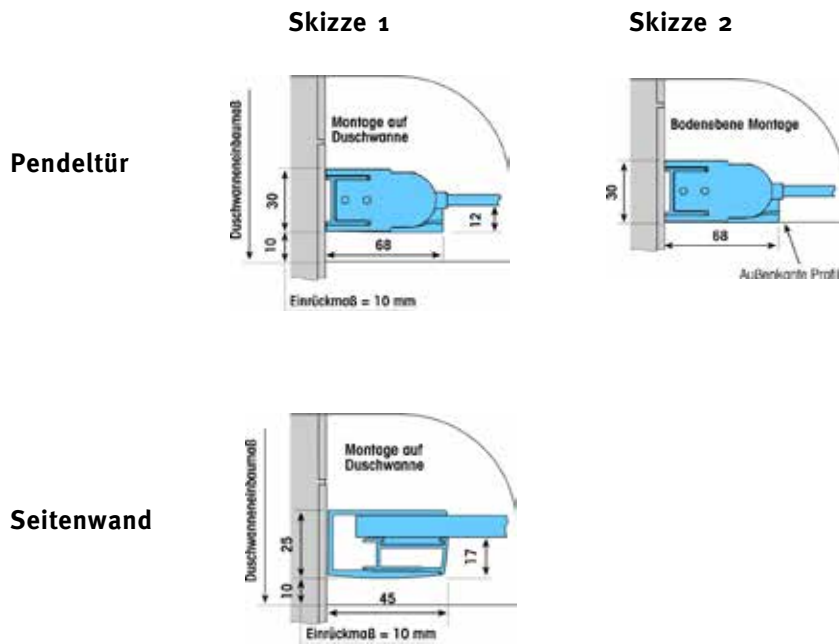 Skizze 1
Skizze 2
Pendeltür
Duschwanneneinbaumaß
Montage auf
Duschwanne
30
10
68
12
Einrückmaß = 10 mm
Bodenebene Montage
30
68
Außenkante Profil
Seitenwand
Duschwanneneinbaumaß
Montage auf
Duschwanne
25
10
45
17
Einrückmaß = 10 mm